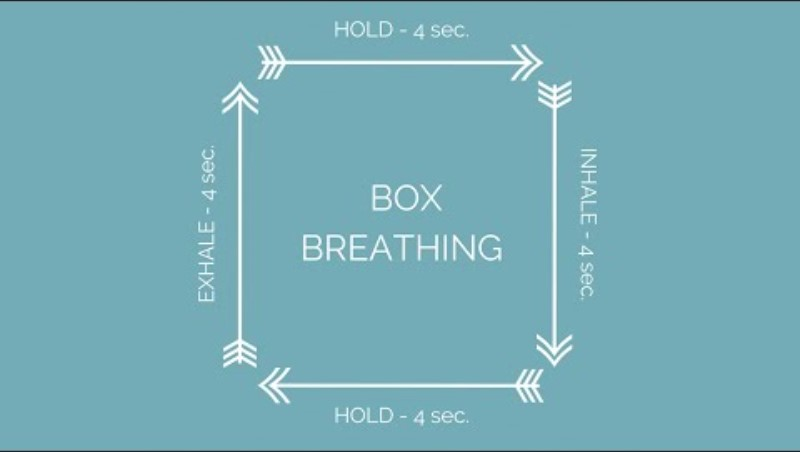 HOLD - 4 sec.
EXHALE - 4 sec.
BOX
BREATHING
INHALE - 4 sec.
HOLD - 4 sec.